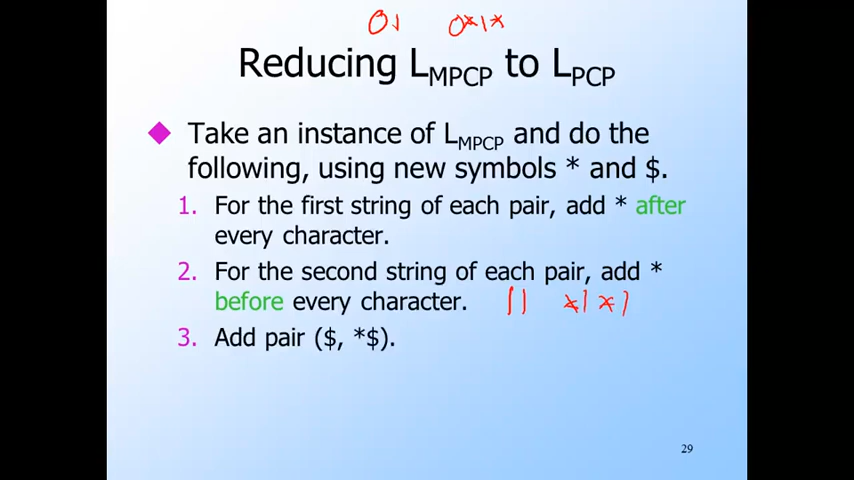 01 0*1*
Reducing LMPCP to LPCP
Take an instance of LMPCP and do the
following, using new symbols * and $.
1. For the first string of each pair, add * after
every character.
2. For the second string of each pair, add *
before every character. 11 *1*1
3. Add pair ($, *$).
29